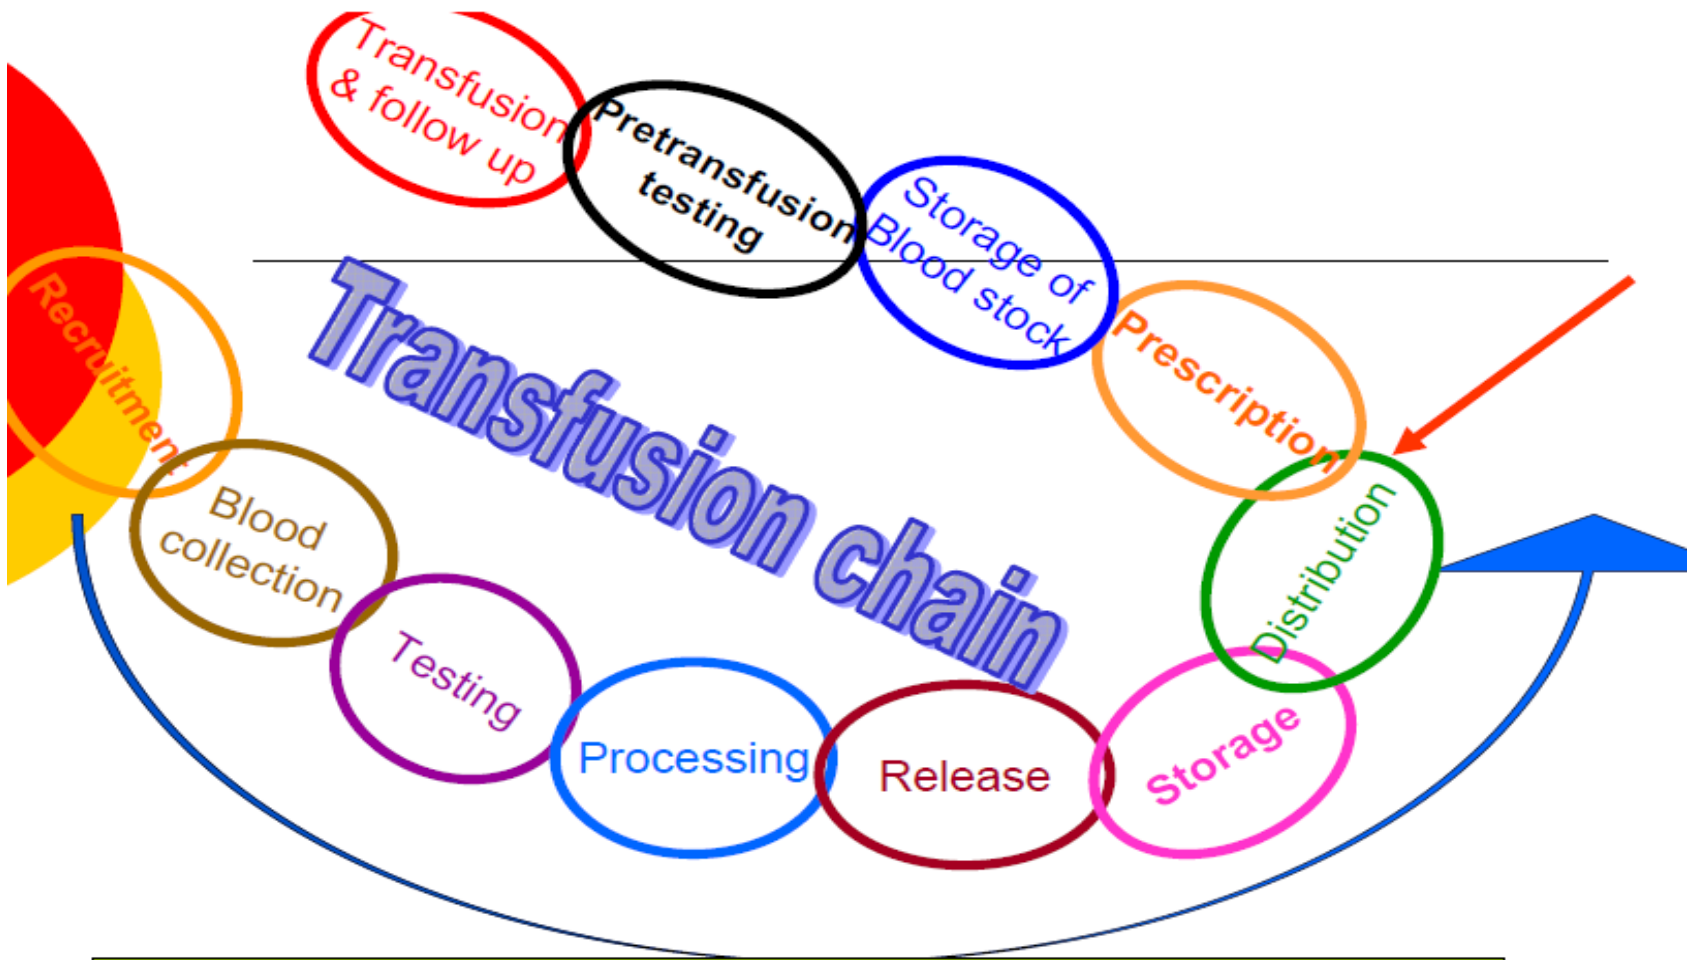 Transfusion
& follow up
Pretransfusion
testing
Storage of
Blood stock
Prescription
Distribution
Storage
Release
Processing
Testing
Blood
collection
Recruitment
Transfusion chain